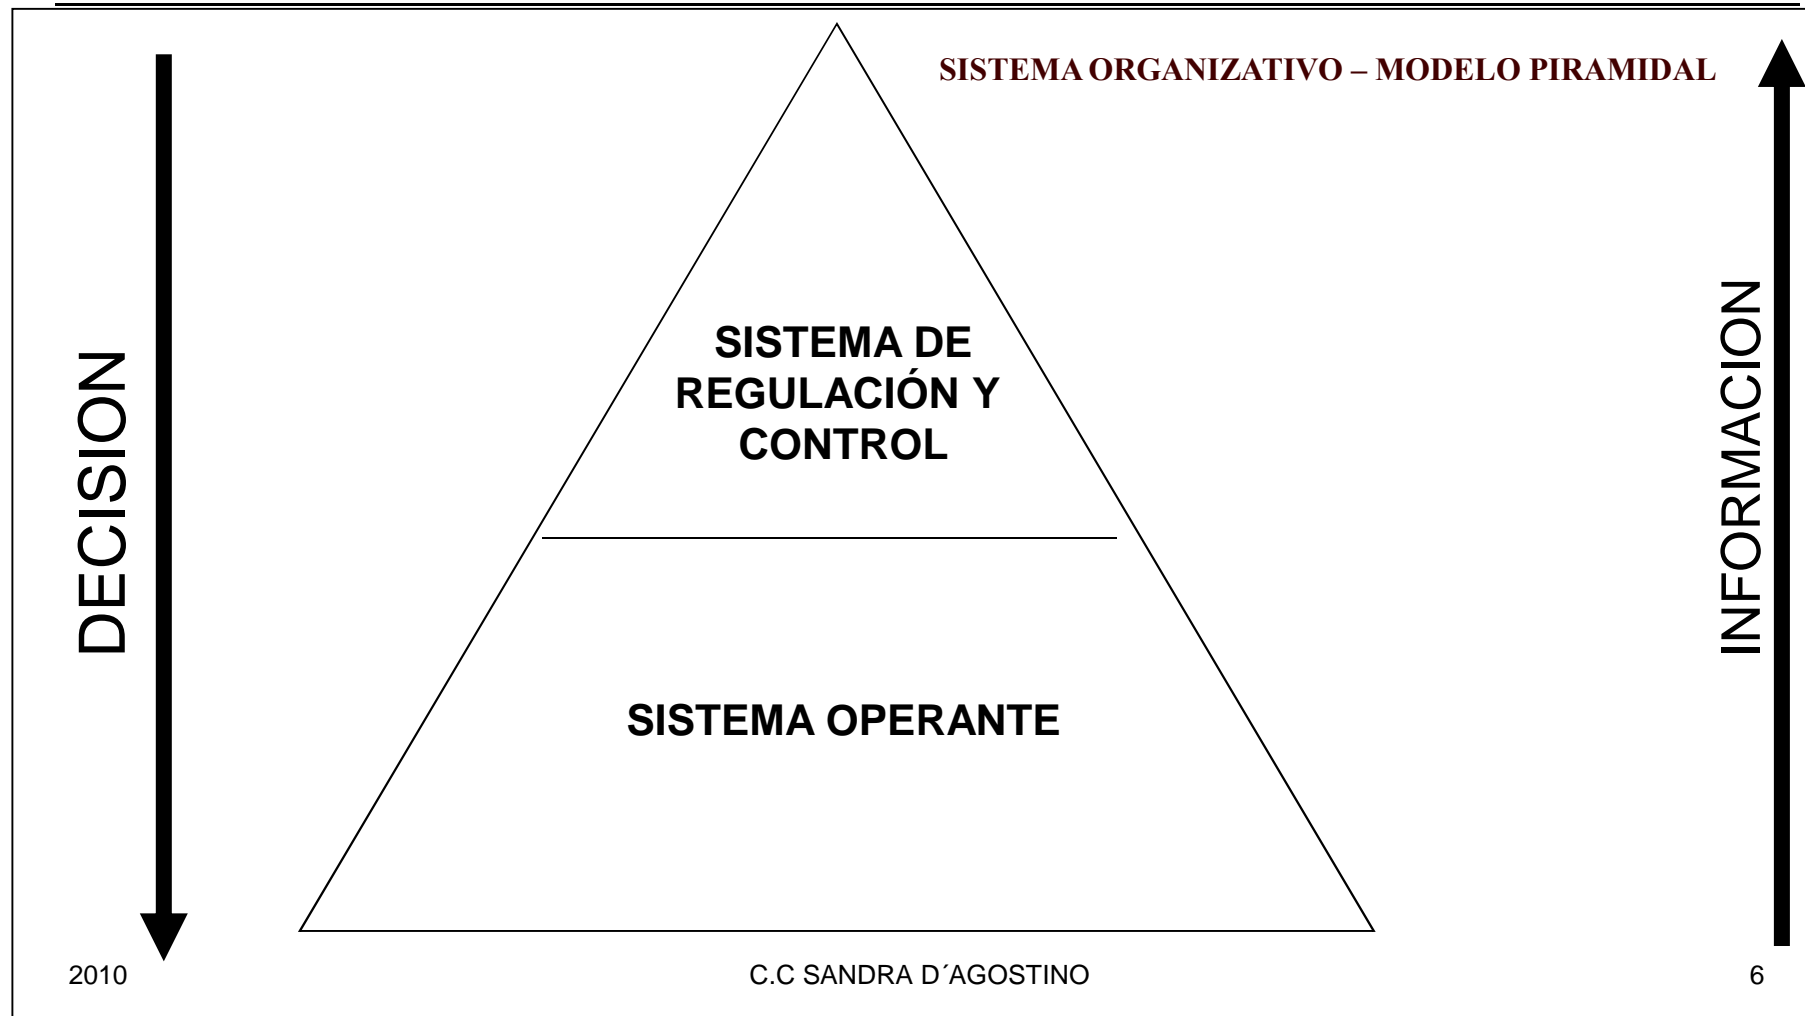 SISTEMA ORGANIZATIVO – MODELO PIRAMIDAL
DECISION
SISTEMA DE
REGULACIÓN Y
CONTROL
SISTEMA OPERANTE
INFORMACION
2010
C.C SANDRA D´AGOSTINO
6